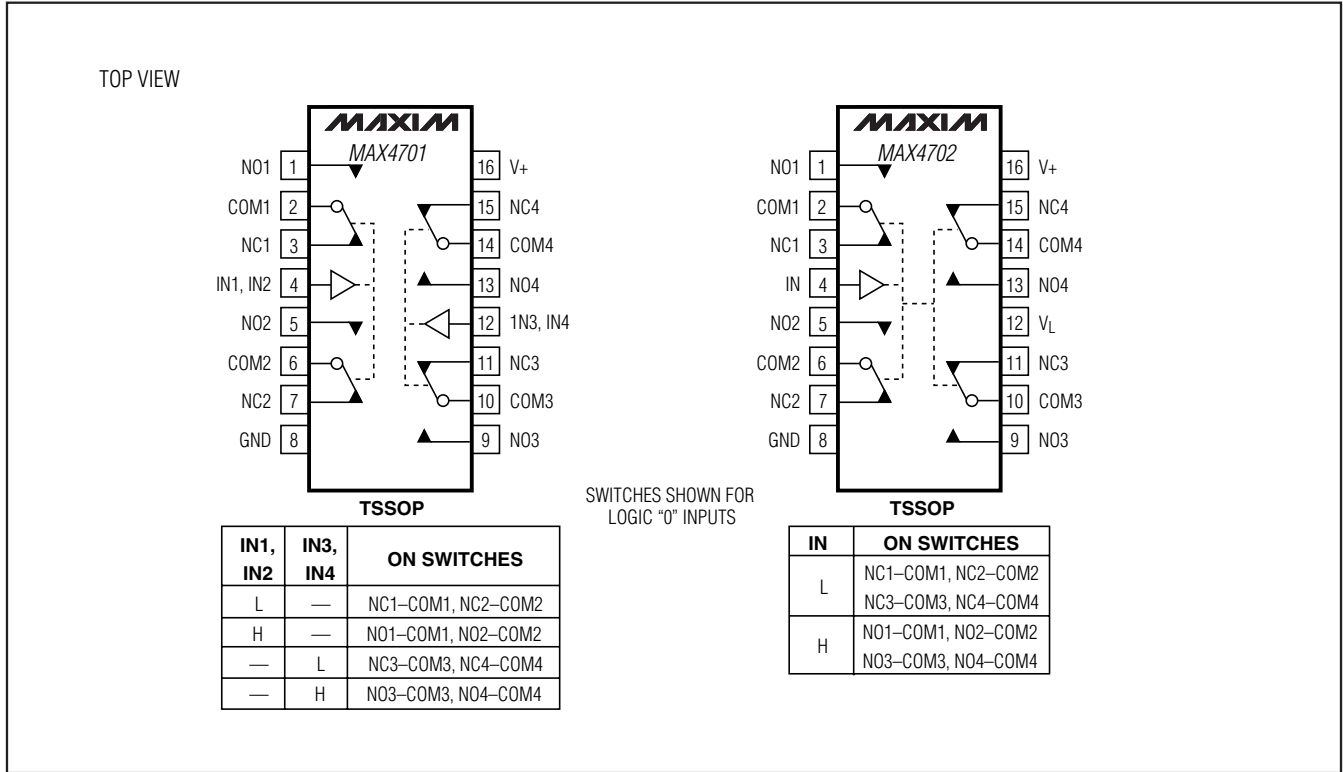 TOP VIEW
MAXIM
MAX4701
NO1 1
COM1 2
NC1 3
IN1, IN2 4
NO2 5
COM2 6
NC2 7
GND 8
16 V+
15 NC4
14 COM4
13 NO4
12 1N3, IN4
11 NC3
10 COM3
9 NO3
TSSOP
MAXIM
MAX4702
NO1 1
COM1 2
NC1 3
IN 4
NO2 5
COM2 6
NC2 7
GND 8
16 V+
15 NC4
14 COM4
13 NO4
12 VL
11 NC3
10 COM3
9 NO3
TSSOP
SWITCHES SHOWN FOR
LOGIC “0” INPUTS
IN1, IN2 IN3, IN4 ON SWITCHES
L — NC1–COM1, NC2–COM2
H — NO1–COM1, NO2–COM2
— L NC3–COM3, NC4–COM4
— H NO3–COM3, NO4–COM4
IN ON SWITCHES
L NC1–COM1, NC2–COM2
NC3–COM3, NC4–COM4
H NO1–COM1, NO2–COM2
NO3–COM3, NO4–COM4